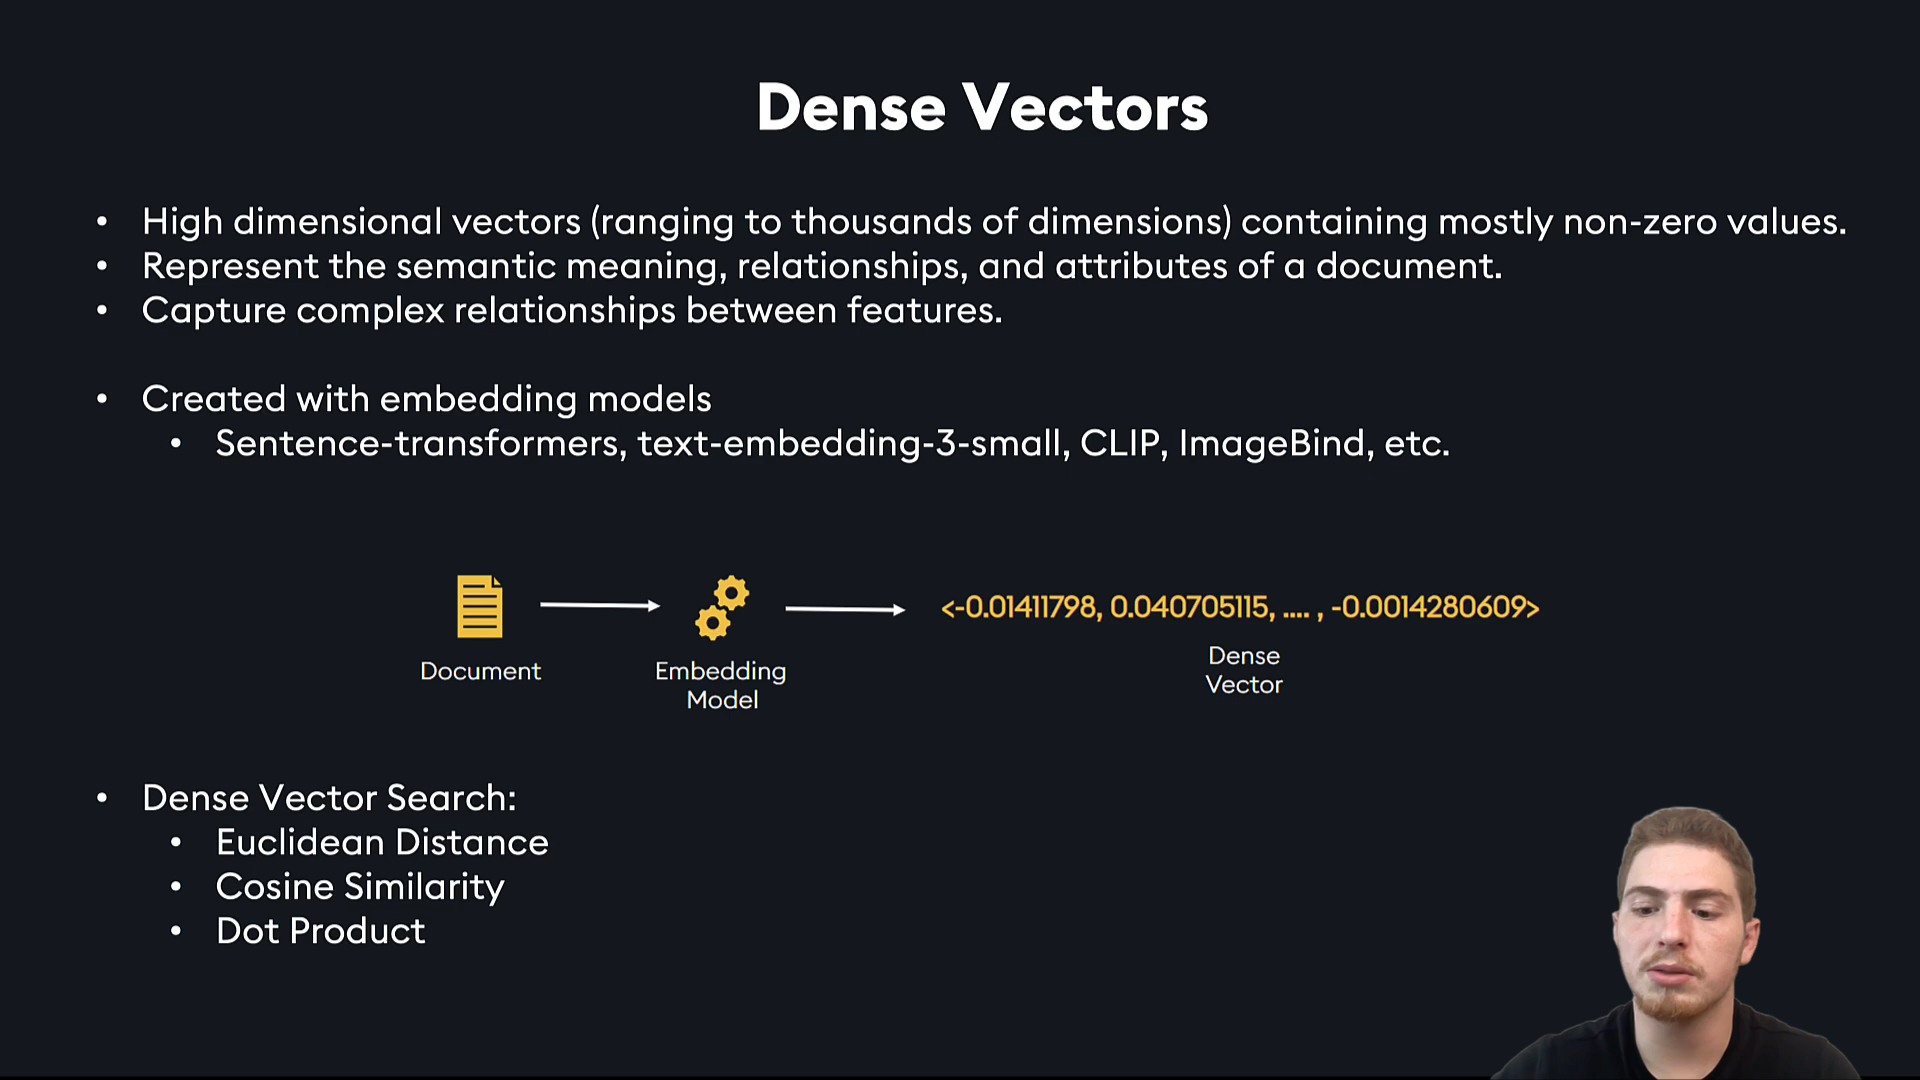 Dense Vectors
• High dimensional vectors (ranging to thousands of dimensions) containing mostly non-zero values.
• Represent the semantic meaning, relationships, and attributes of a document.
• Capture complex relationships between features.
• Created with embedding models
• Sentence-transformers, text-embedding-3-small, CLIP, ImageBind, etc.
<-0.01411798, 0.040705115, .... , -0.0014280609>
Document
Embedding
Model
Dense
Vector
• Dense Vector Search:
• Euclidean Distance
• Cosine Similarity
• Dot Product